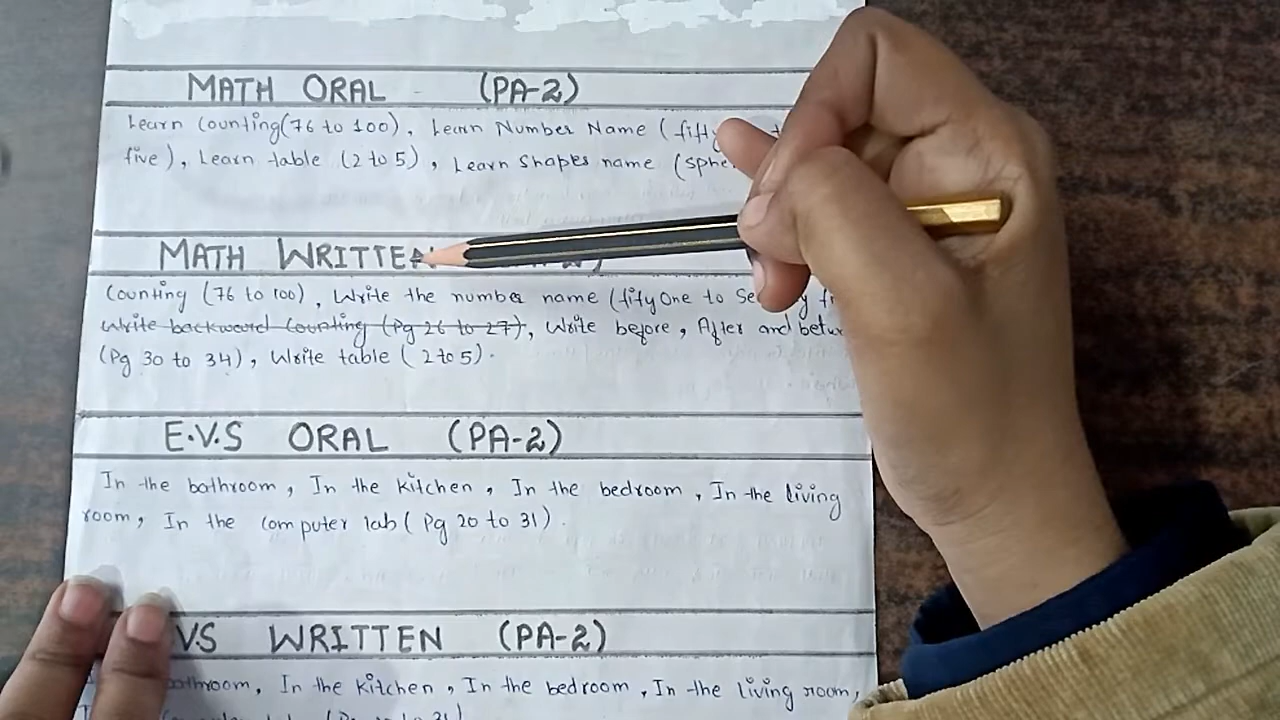 MATH ORAL (PA-2)
Learn Counting (76 to 100), Learn Number Name (fifty
five), Learn table (2 to 5), Learn Shapes name (sphe
MATH WRITTEN
Counting (76 to 100), Write the number name (fifyOne to
Write backward Counting (Pg 26 to 27), Write before, After and
(Pg 30 to 34), Write table (2 to 5).
E.V.S ORAL (PA-2)
In the bathroom, In the Kitchen, In the bedroom, In the living
room, In the Computer lab (Pg 20 to 31).
VS WRITTEN (PA-2)
bathroom, In the Kitchen, In the bedroom, In the living room,